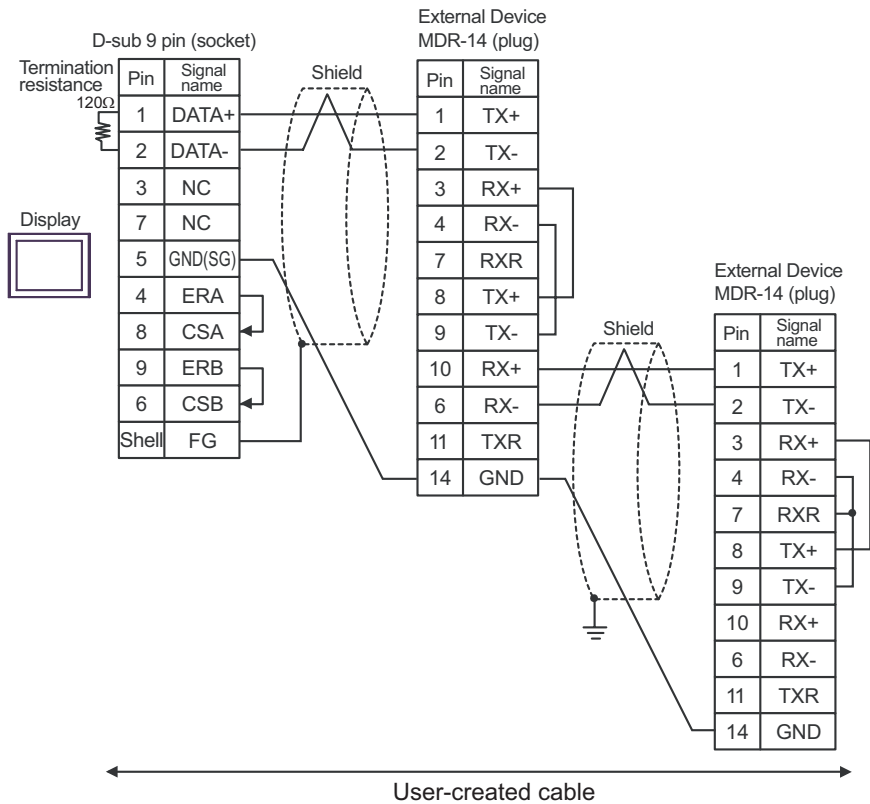 External Device
MDR-14 (plug)
D-sub 9 pin (socket)
Termination
resistance
120Ω
Shield
Pin Signal name
1 DATA+
2 DATA-
3 NC
7 NC
5 GND(SG)
4 ERA
8 CSA
9 ERB
6 CSB
Shell FG
Display
Pin Signal name
1 TX+
2 TX-
3 RX+
4 RX-
7 RXR
8 TX+
9 TX-
10 RX+
6 RX-
11 TXR
14 GND
Shield
External Device
MDR-14 (plug)
Pin Signal name
1 TX+
2 TX-
3 RX+
4 RX-
7 RXR
8 TX+
9 TX-
10 RX+
6 RX-
11 TXR
14 GND
User-created cable